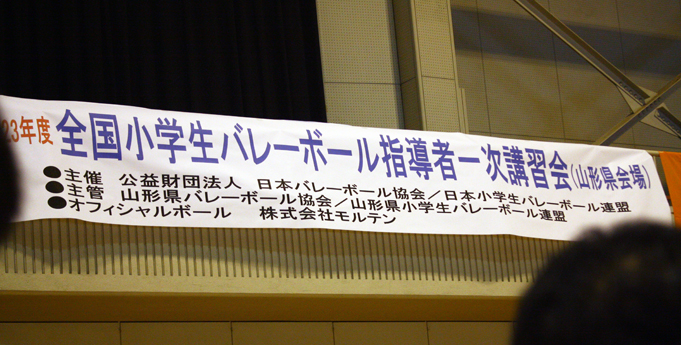 23年度 全国小学生バレーボール指導者一次講習会(山形県会場)
●主催 公益財団法人 日本バレーボール協会/日本小学生バレーボール連盟
●主管 山形県バレーボール協会/山形県小学生バレーボール連盟
●オフィシャルボール 株式会社モルテン